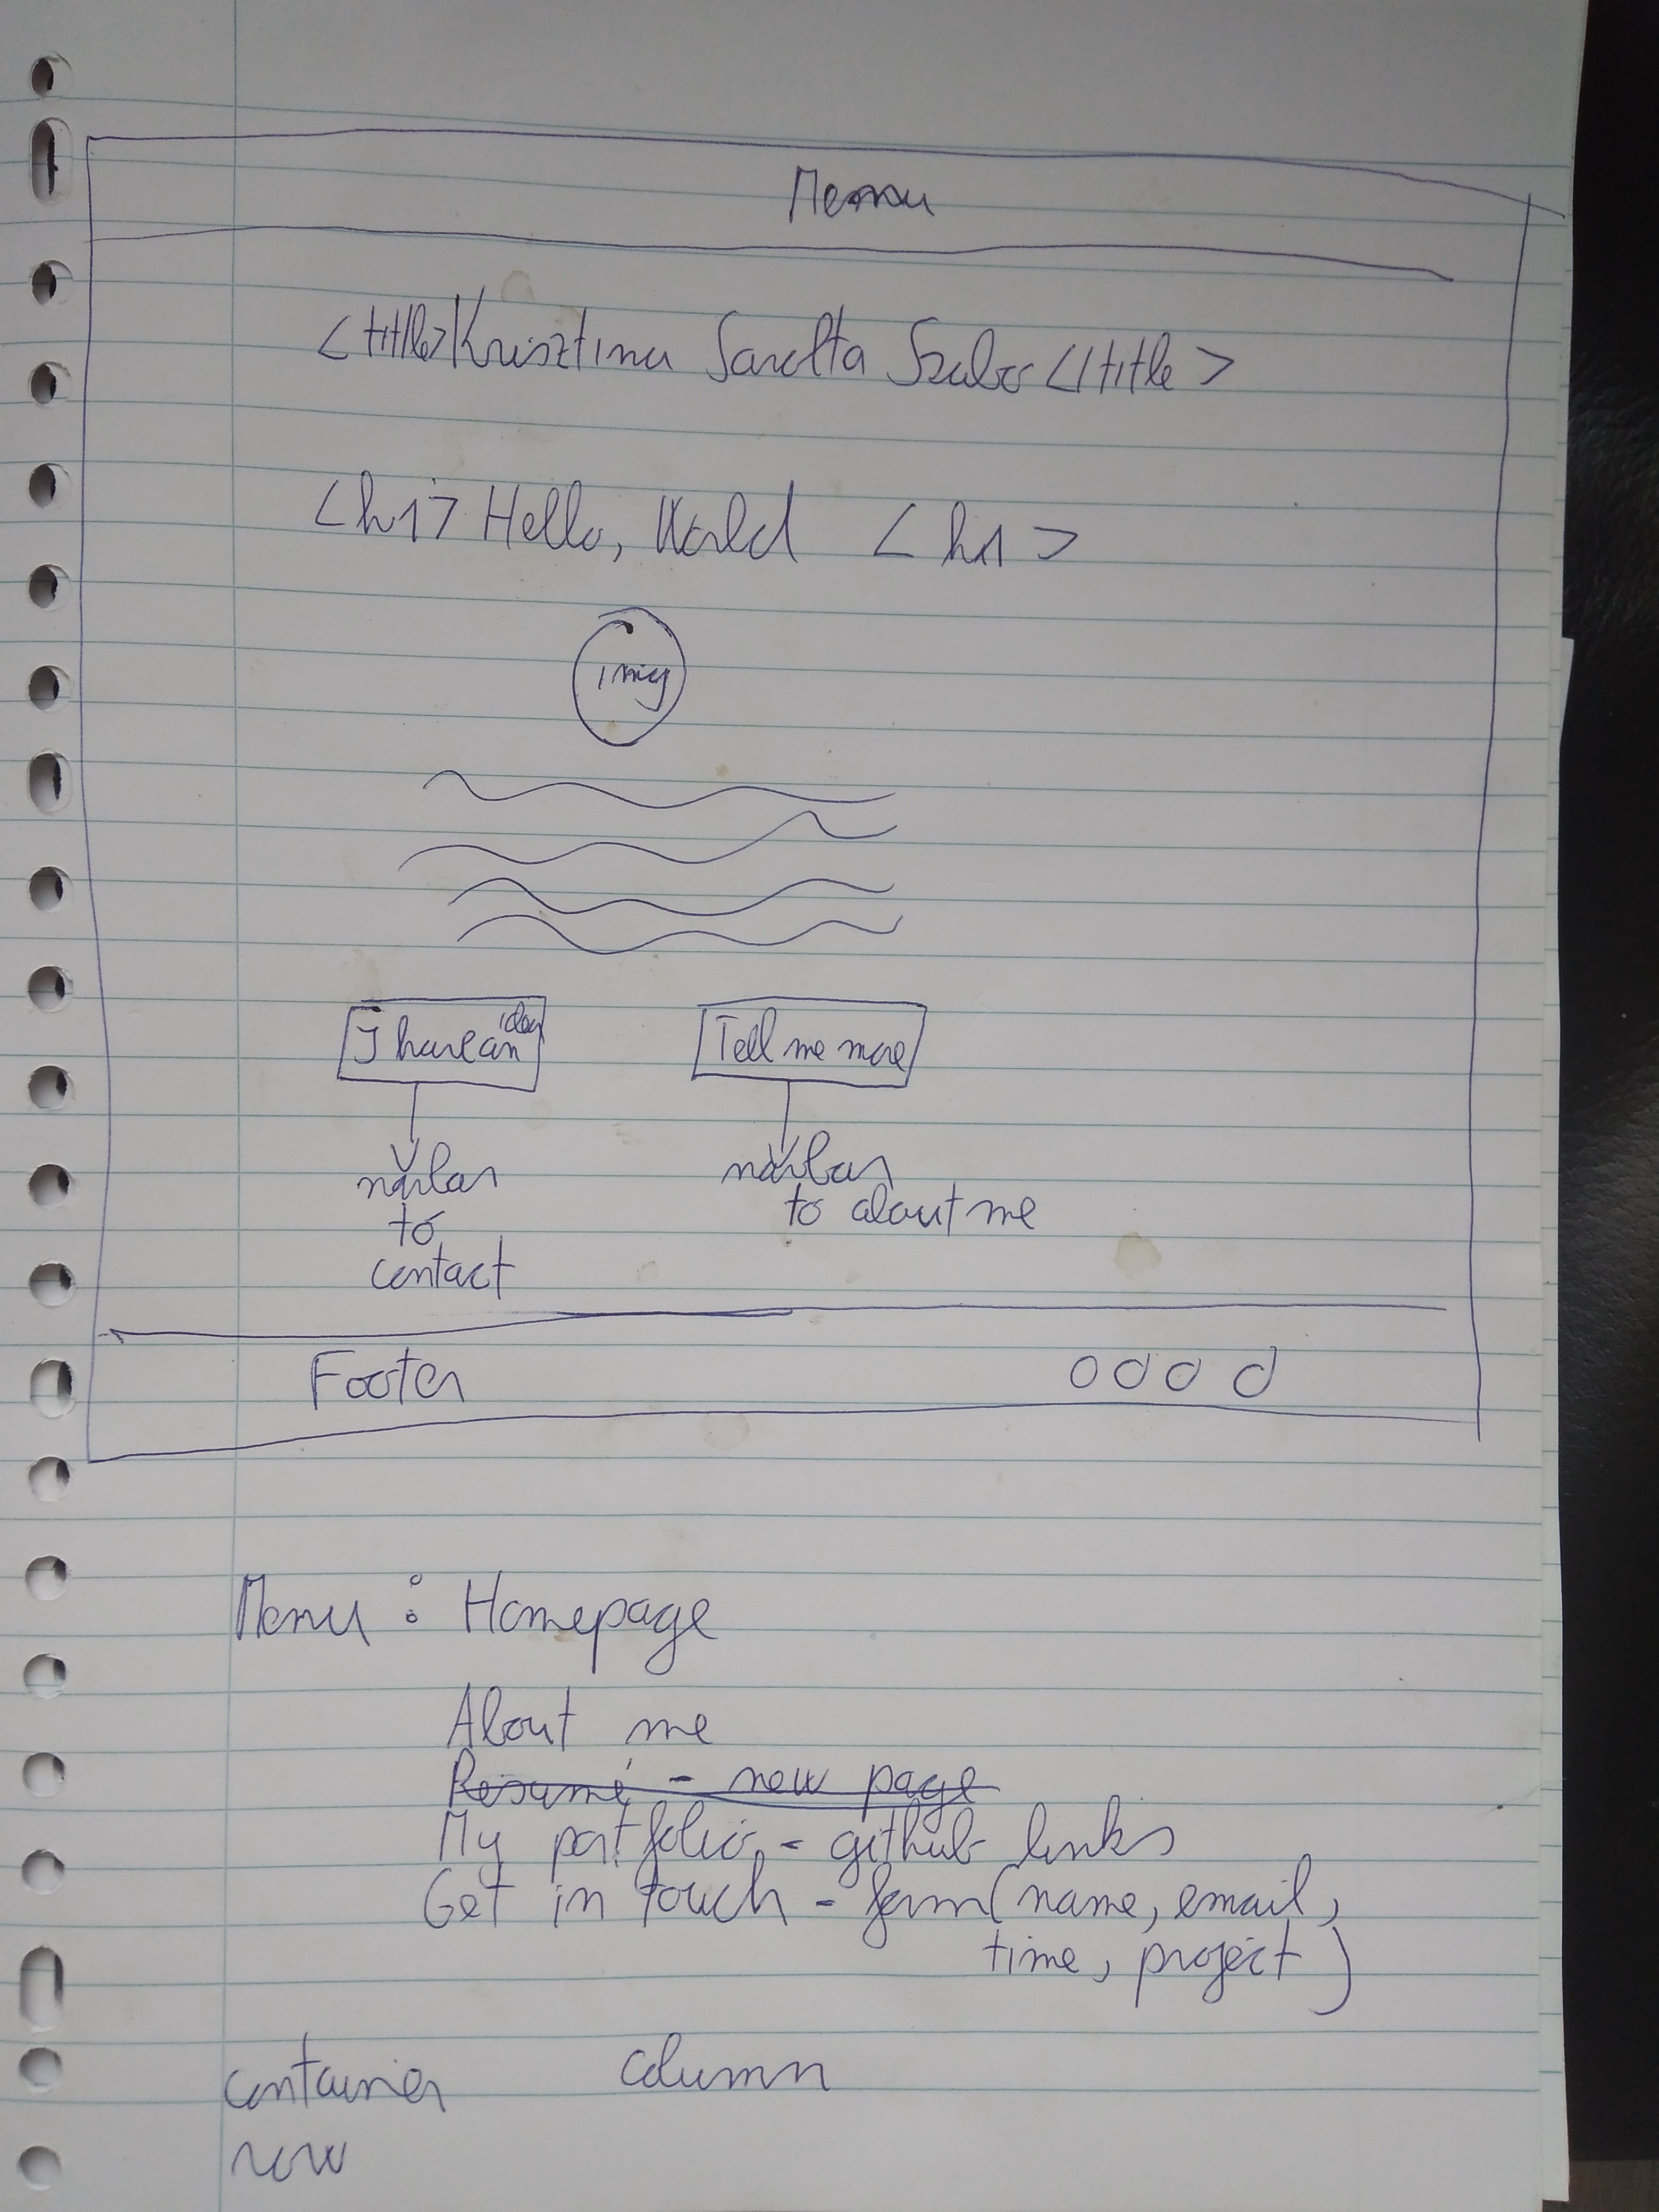 Menu
<title>Krisztina Sarolta Szabo</title>
<h1> Hello, World <h1>
img
I have an idea
Tell me more
navbar
to
contact
navbar
to about me
Footer
Menu : Homepage
About me
Resumé - new page
My portfolio - github links
Get in touch - form(name, email,
time, project)
container column
row